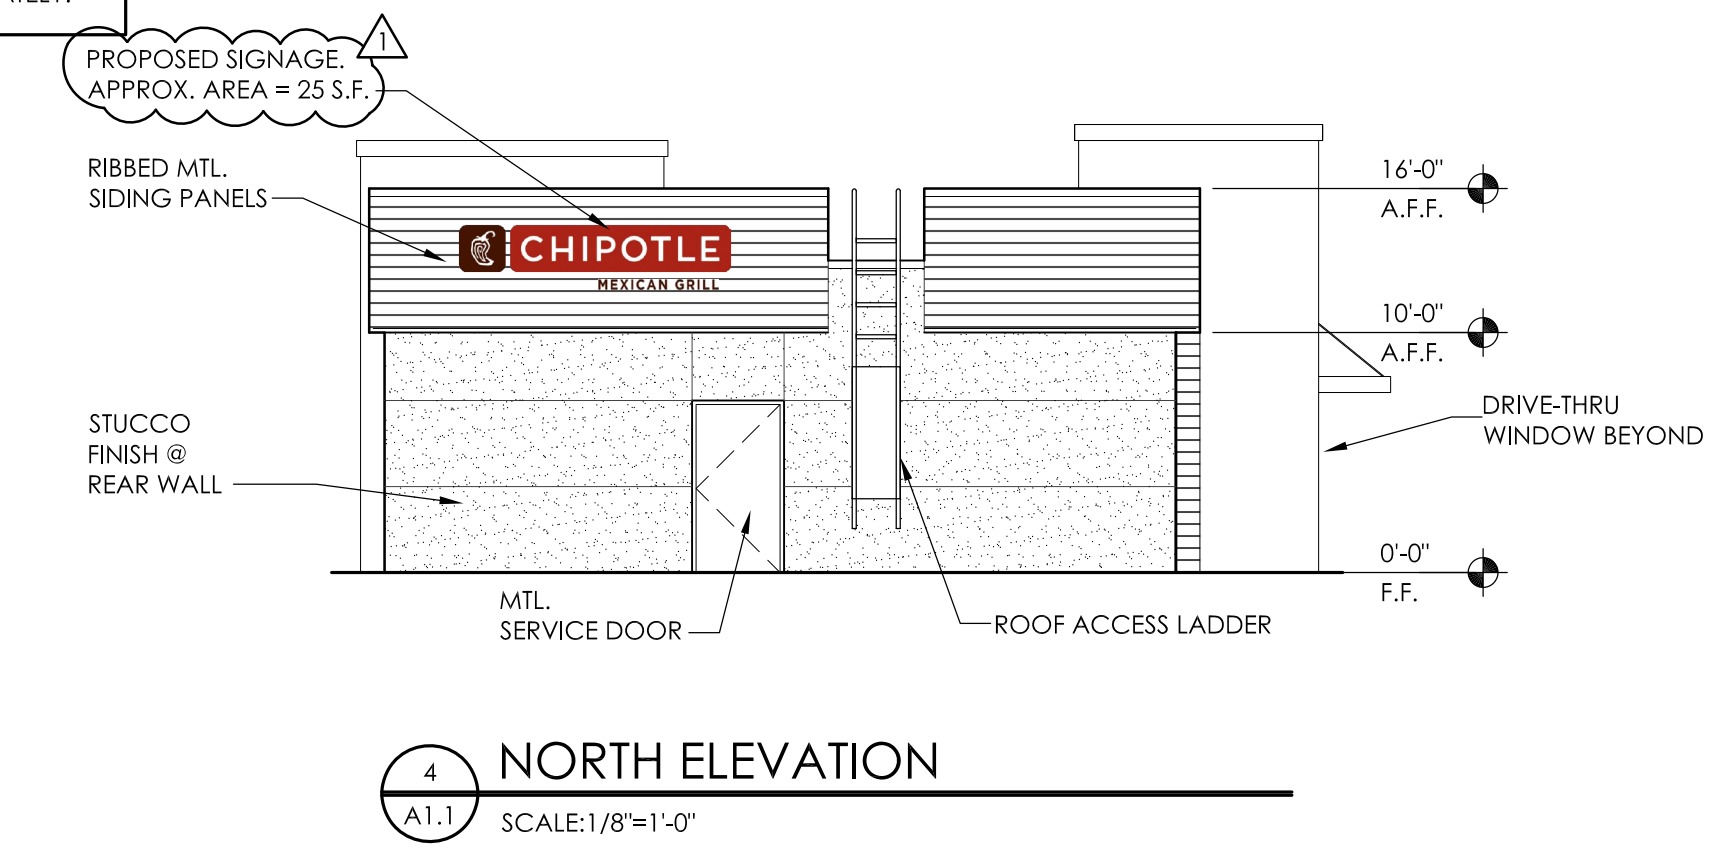 PROPOSED SIGNAGE.
APPROX. AREA = 25 S.F.
1
RIBBED MTL.
SIDING PANELS
CHIPOTLE
MEXICAN GRILL
16'-0"
A.F.F.
10'-0"
A.F.F.
STUCCO
FINISH @
REAR WALL
DRIVE-THRU
WINDOW BEYOND
0'-0"
F.F.
MTL.
SERVICE DOOR
ROOF ACCESS LADDER
4
A1.1
NORTH ELEVATION
SCALE:1/8"=1'-0"